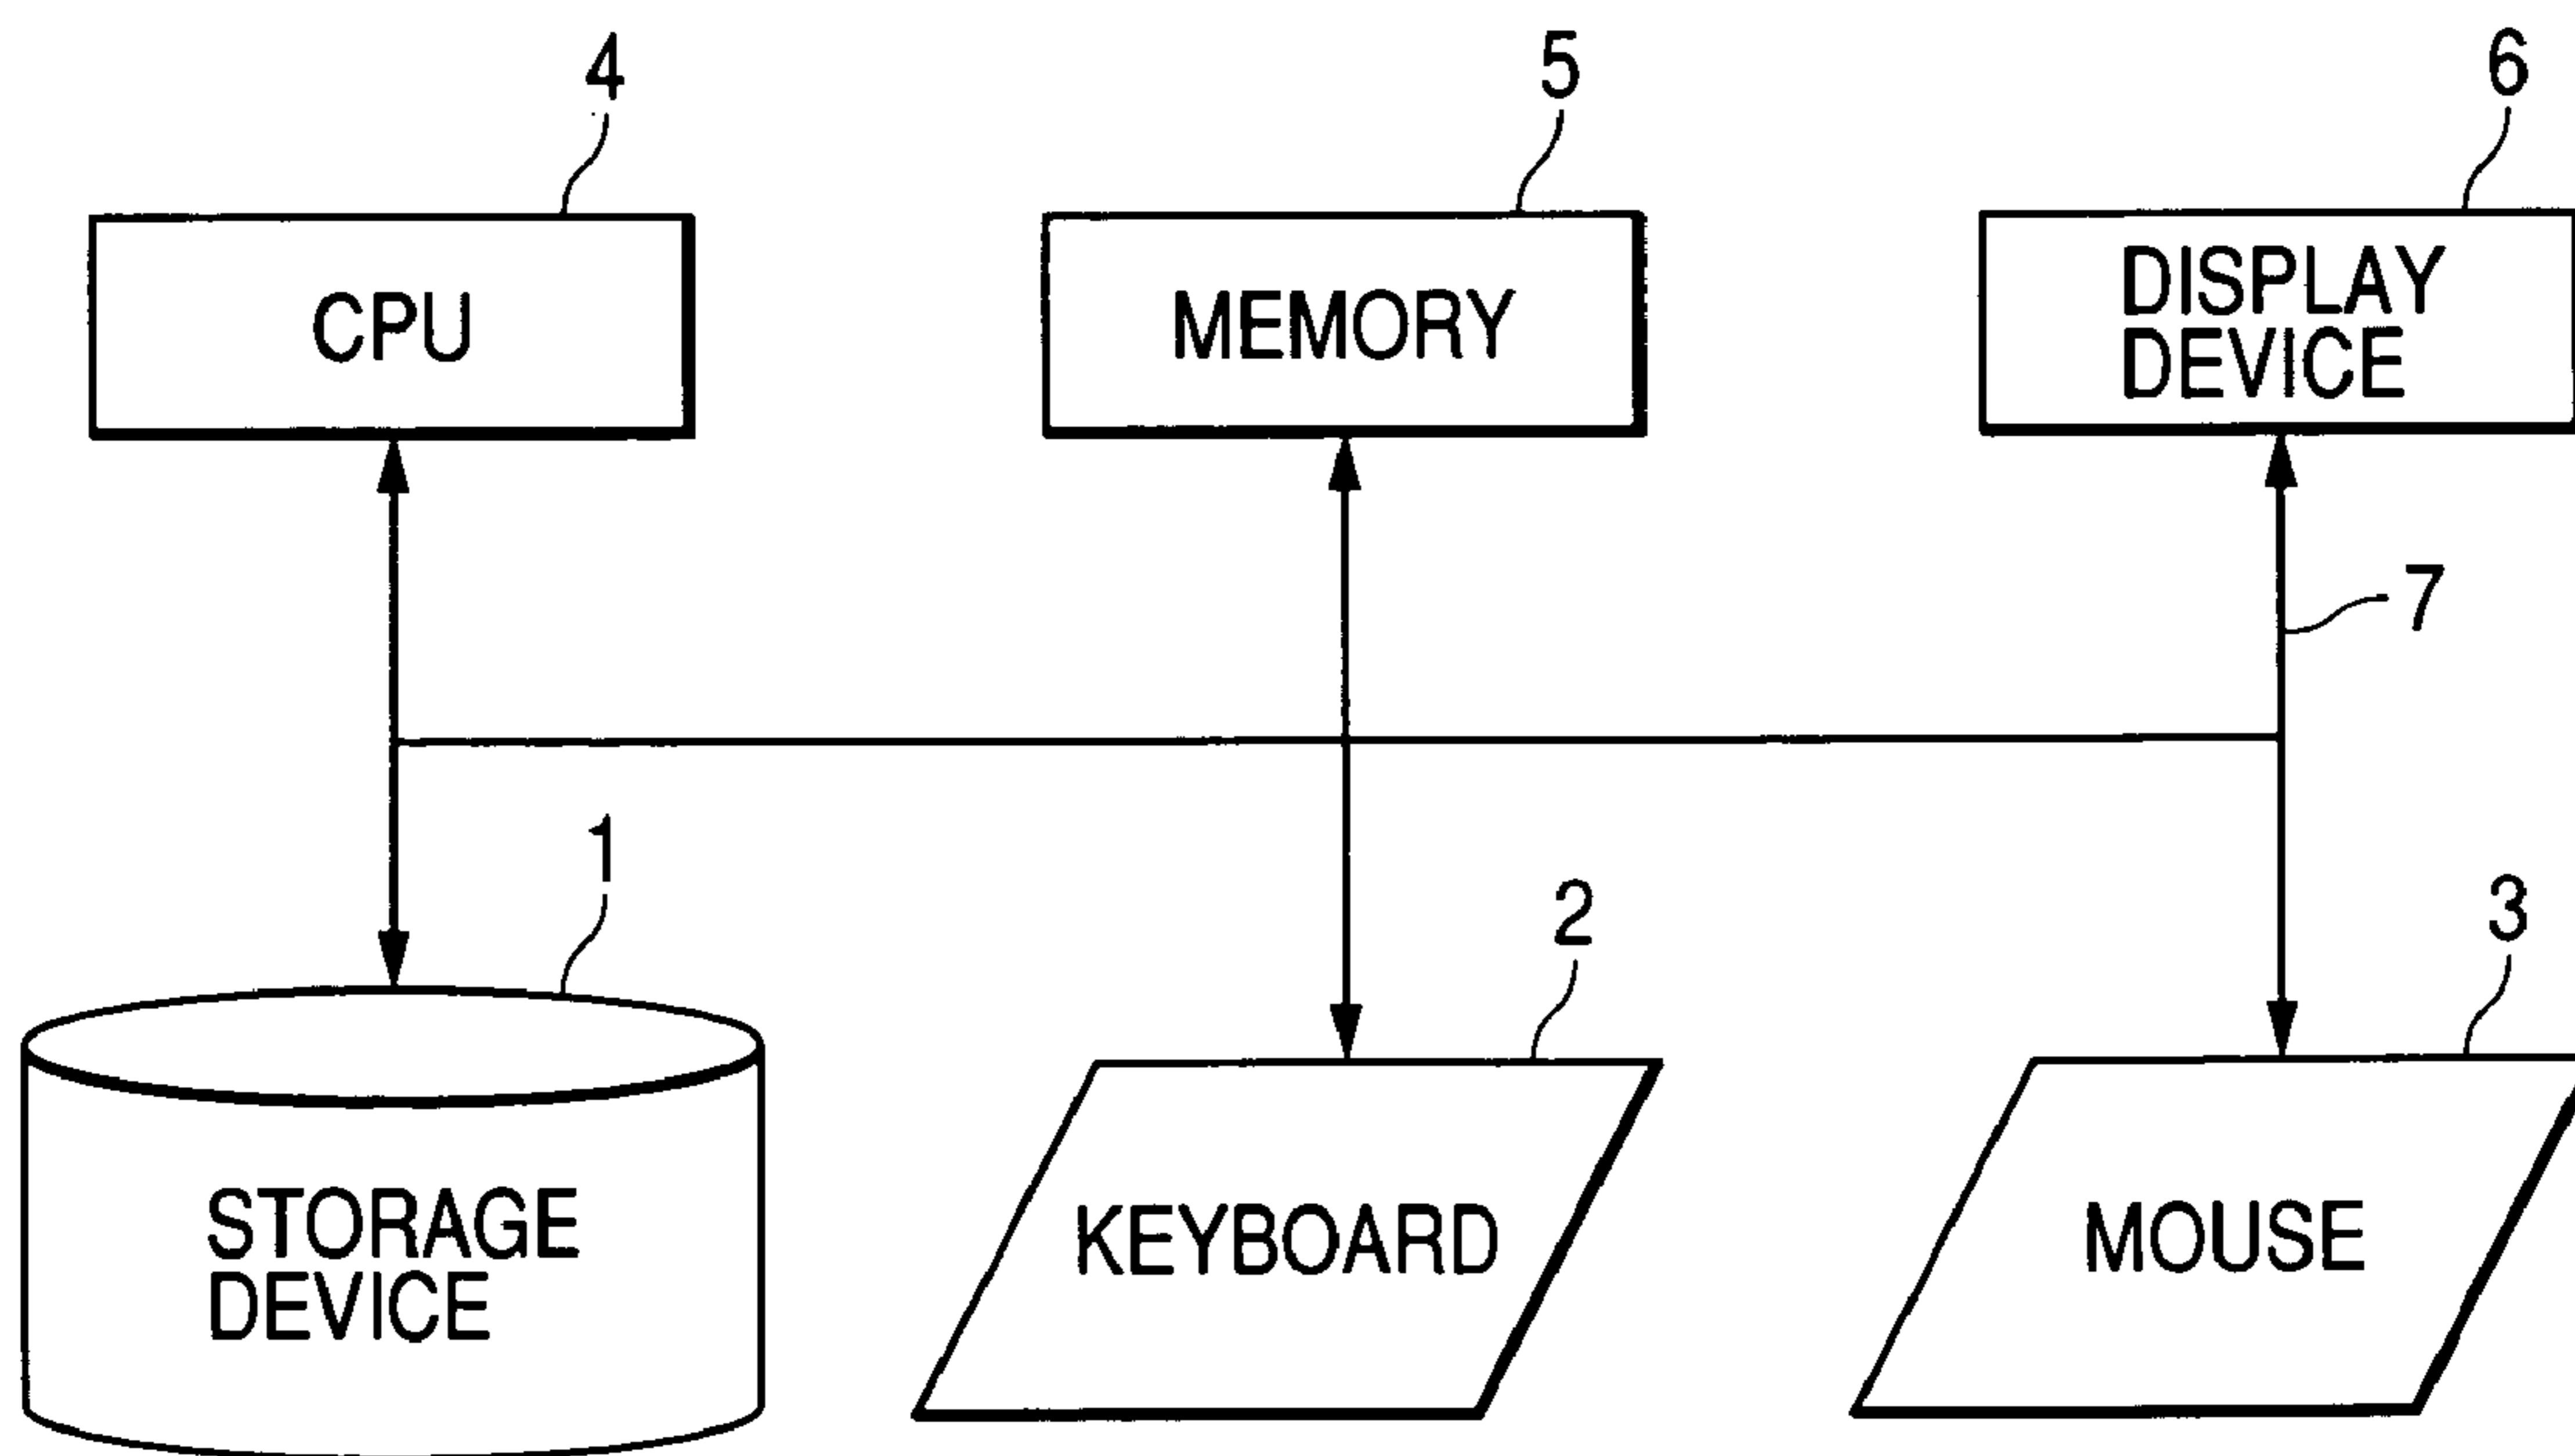 4
5
6
CPU
MEMORY
DISPLAY
DEVICE
7
1
2
3
STORAGE
DEVICE
KEYBOARD
MOUSE